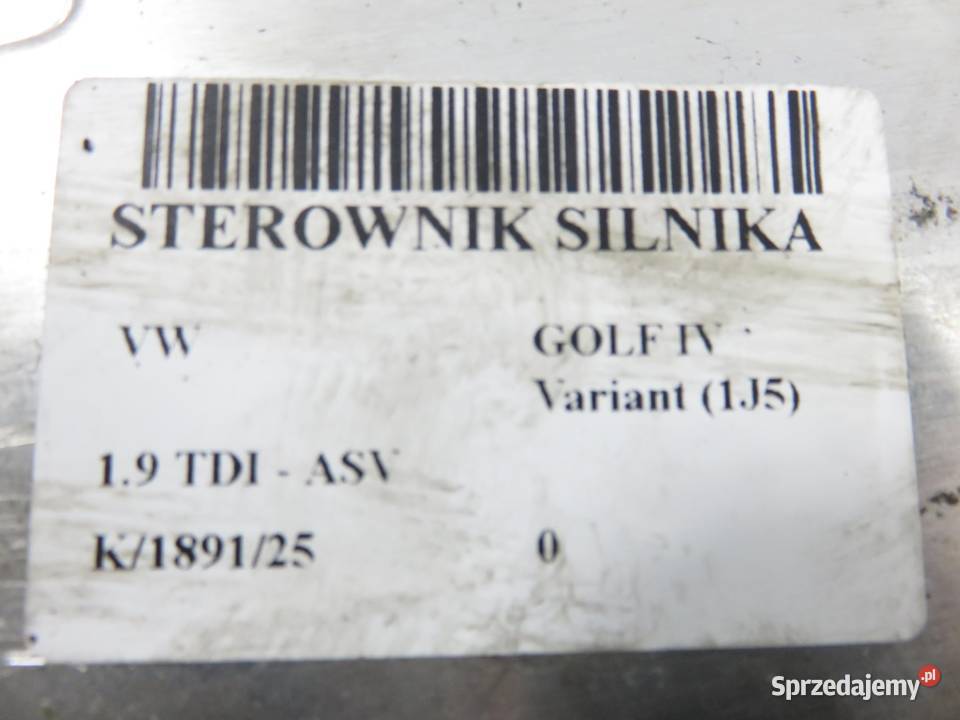 STEROWNIK SILNIKA
VW GOLF IV
Variant (1J5)
1.9 TDI - ASV
K/1891/25 0
Sprzedajemy.pl